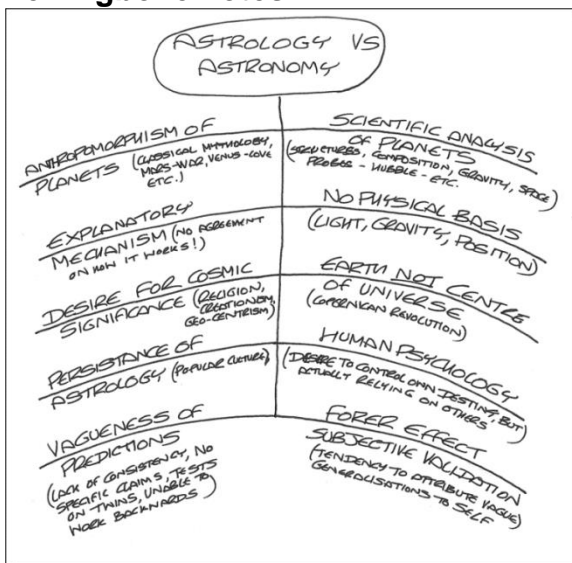 ASTROLOGY VS
ASTRONOMY
ANTHROPOMORPHISM OF
PLANETS (CLASSICAL MYTHOLOGY,
MARS-WAR, VENUS-LOVE
ETC.)
SCIENTIFIC ANALYSIS
OF PLANETS
(STRUCTURES, COMPOSITION, GRAVITY, SPACE
PROBES - HUBBLE - ETC.
EXPLANATORY
MECHANISM (NO AGREEMENT
ON HOW IT WORKS!)
NO PHYSICAL BASIS
(LIGHT, GRAVITY, POSITION)
DESIRE FOR COSMIC
SIGNIFICANCE (RELIGION,
CREATIONISM,
GEO-CENTRISM)
EARTH NOT CENTRE
OF UNIVERSE
(COPERNICAN REVOLUTION)
PERSISTANCE OF
ASTROLOGY (POPULAR CULTURE)
HUMAN PSYCHOLOGY
(DESIRE TO CONTROL OWN DESTINY, BUT
ACTUALLY RELYING ON OTHERS)
VAGUENESS OF
PREDICTIONS
(LACK OF CONSISTENCY, NO
SPECIFIC CLAIMS, TESTS
ON TWINS, UNABLE TO
WORK BACKWARDS)
FORER EFFECT
SUBJECTIVE VALIDATION
(TENDENCY TO ATTRIBUTE VAGUE
GENERALISATIONS TO SELF)